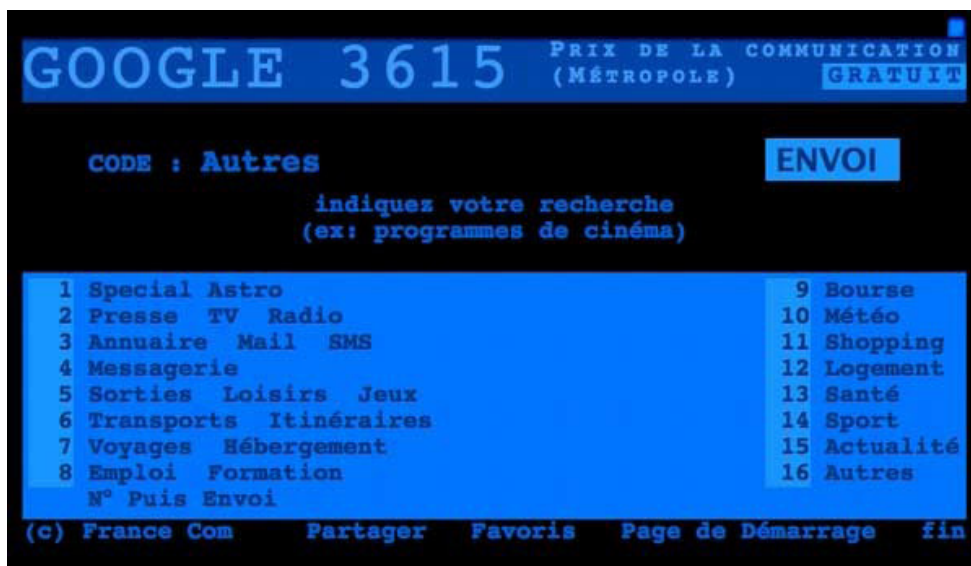 GOOGLE 3615 PRIX DE LA COMMUNICATION
(MÉTROPOLE) GRATUIT
CODE : Autres ENVOI
indiquez votre recherche
(ex: programmes de cinéma)
1 Special Astro 9 Bourse
2 Presse TV Radio 10 Météo
3 Annuaire Mail SMS 11 Shopping
4 Messagerie 12 Logement
5 Sorties Loisirs Jeux 13 Santé
6 Transports Itinéraires 14 Sport
7 Voyages Hébergement 15 Actualité
8 Emploi Formation 16 Autres
N° Puis Envoi
(c) France Com Partager Favoris Page de Démarrage fin